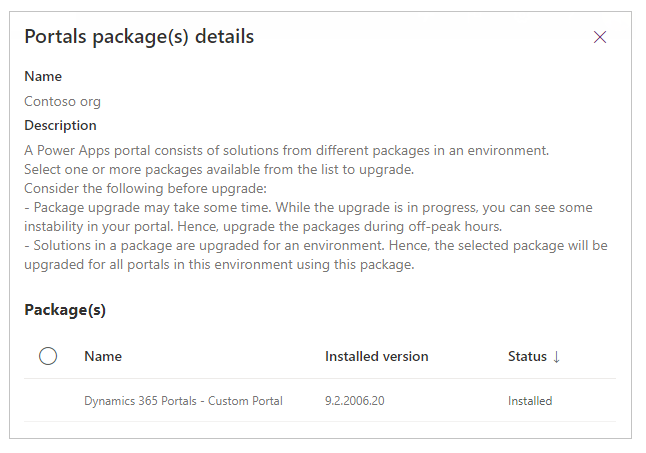 Portals package(s) details
Name
Contoso org
Description
A Power Apps portal consists of solutions from different packages in an environment.
Select one or more packages available from the list to upgrade.
Consider the following before upgrade:
- Package upgrade may take some time. While the upgrade is in progress, you can see some
instability in your portal. Hence, upgrade the packages during off-peak hours.
- Solutions in a package are upgraded for an environment. Hence, the selected package will be
upgraded for all portals in this environment using this package.
Package(s)
Name Installed version Status ↓
Dynamics 365 Portals - Custom Portal 9.2.2006.20 Installed